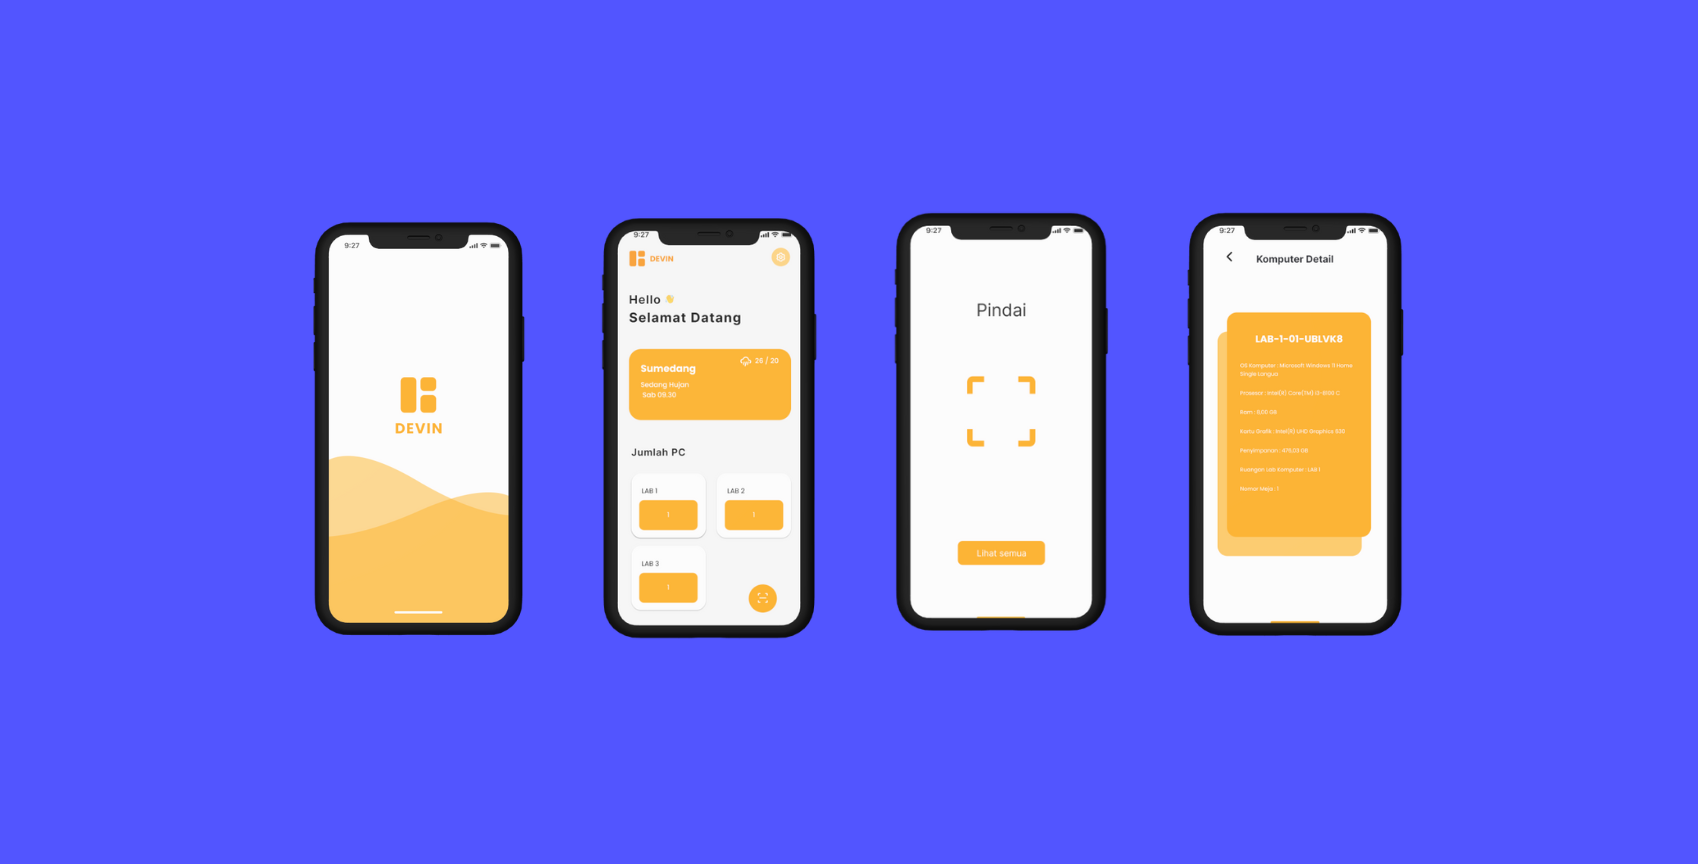 9:27
DEVIN
9:27
DEVIN
Hello
Selamat Datang
26 / 20
Sumedang
Sedang Hujan
Sab 09.30
Jumlah PC
LAB 1
LAB 2
1
1
LAB 3
1
9:27
Pindai
Lihat semua
9:27
Komputer Detail
LAB-1-01-UBLVK8
OS Komputer : Microsoft Windows 11 Home
Single Langua
Prosesor : Intel(R) Core(TM) i3-8100 C
Ram : 8,00 GB
Kartu Grafik : Intel(R) UHD Graphics 630
Penyimpanan : 476,03 GB
Ruangan Lab Komputer : LAB 1
Nomor Meja : 1